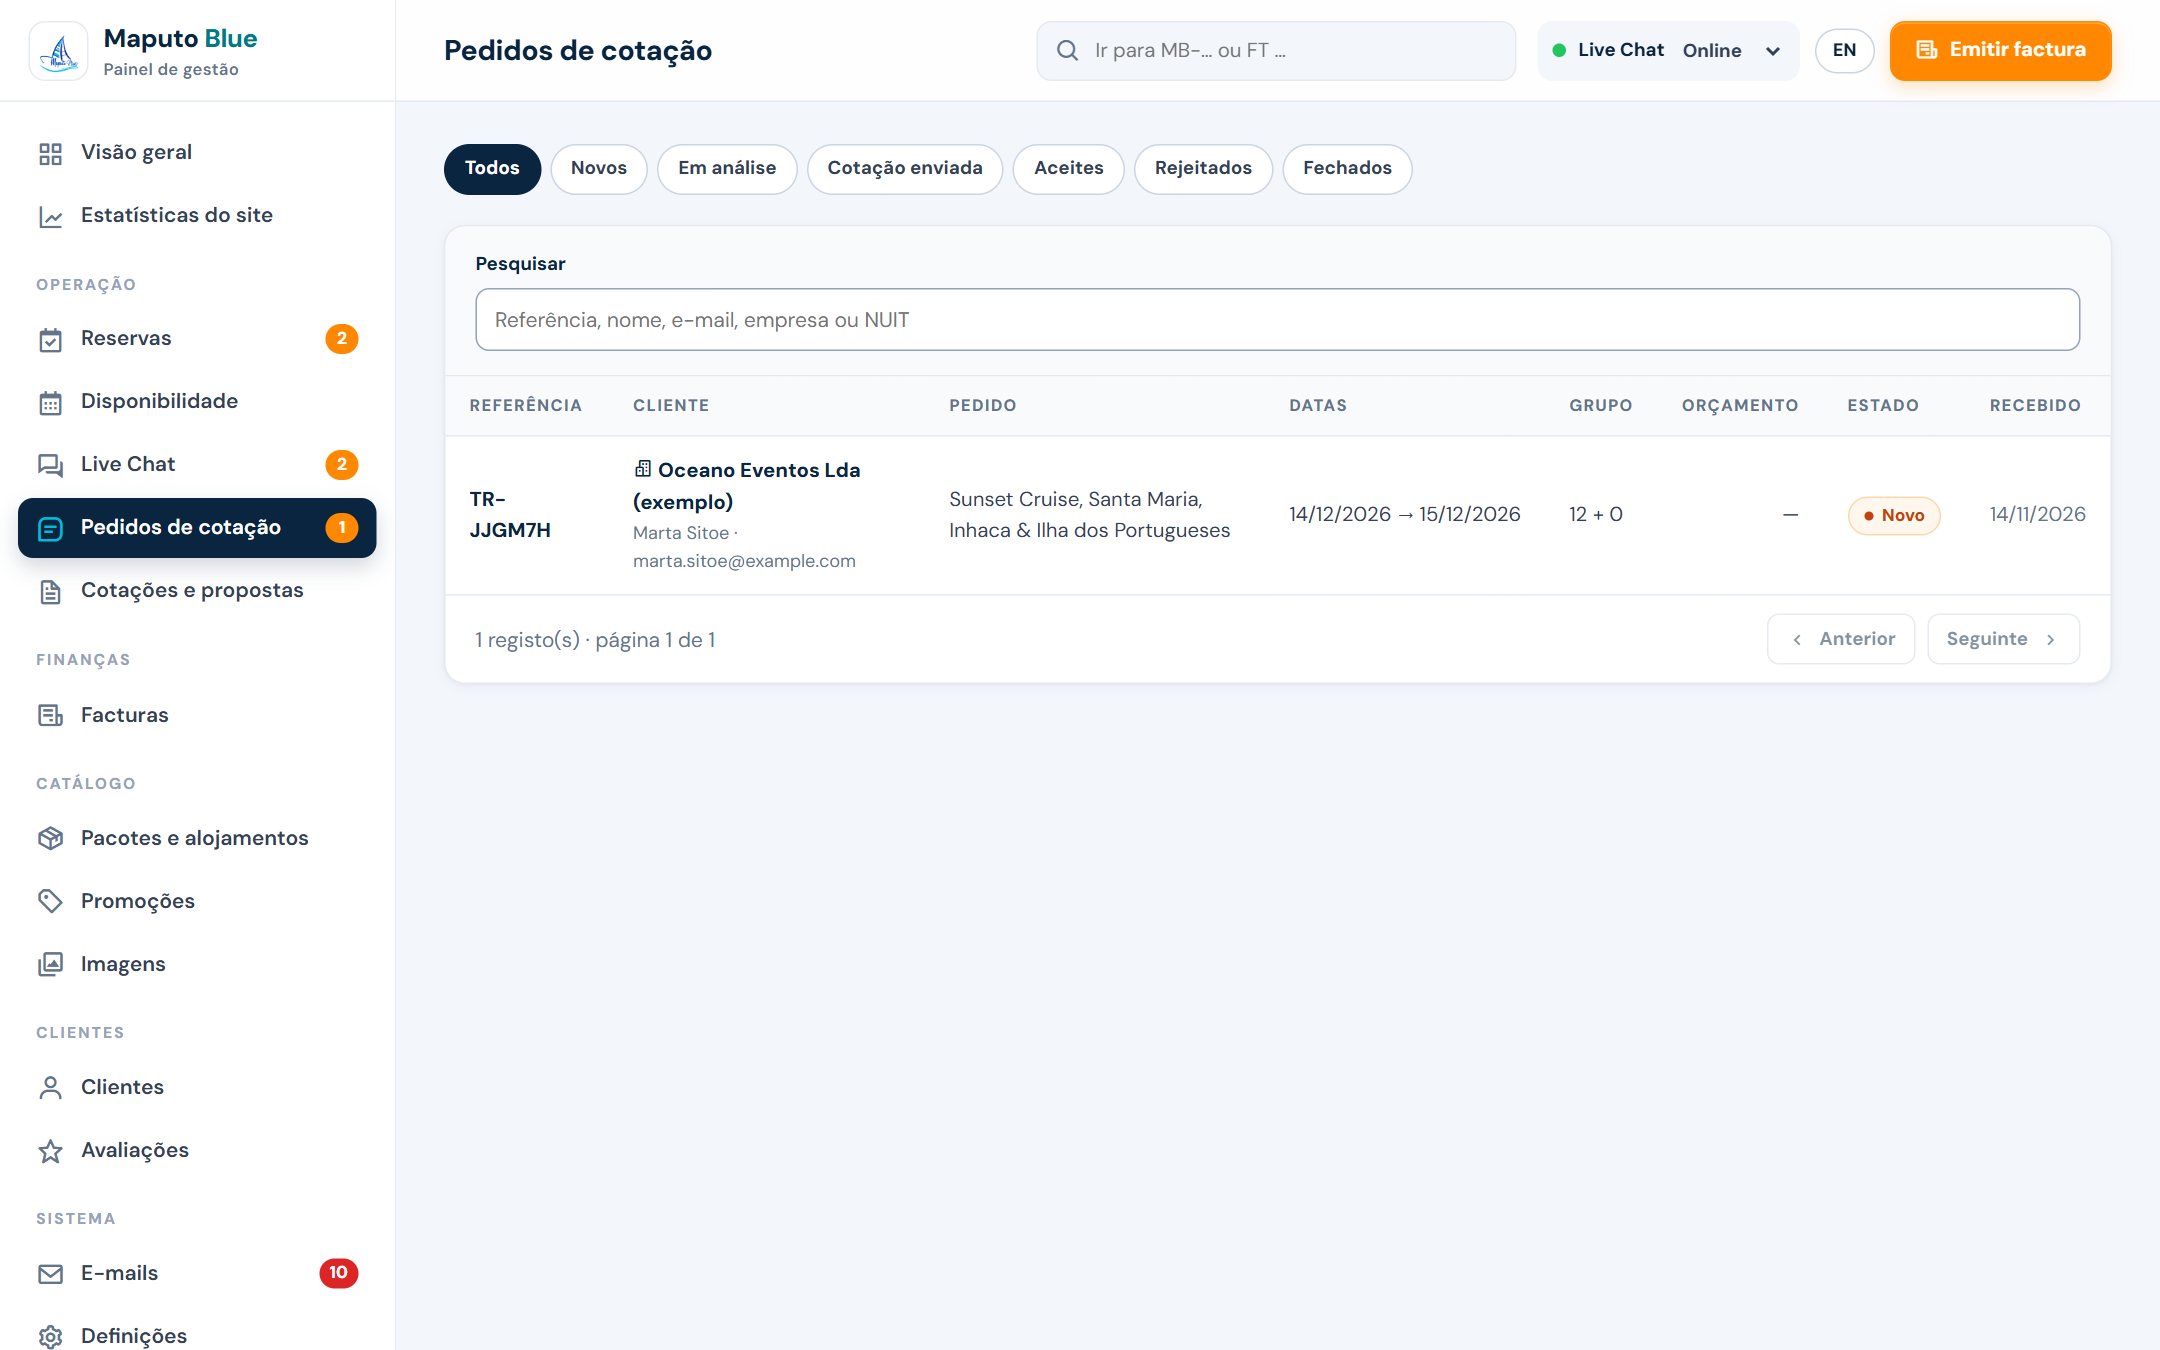 Maputo Blue
Painel de gestão
Pedidos de cotação
Ir para MB-... ou FT ...
Live Chat Online
EN
Emitir factura
Visão geral
Estatísticas do site
OPERAÇÃO
Reservas 2
Disponibilidade
Live Chat 2
Pedidos de cotação 1
Cotações e propostas
FINANÇAS
Facturas
CATÁLOGO
Pacotes e alojamentos
Promoções
Imagens
CLIENTES
Clientes
Avaliações
SISTEMA
E-mails 10
Definições
Todos Novos Em análise Cotação enviada Aceites Rejeitados Fechados
Pesquisar
Referência, nome, e-mail, empresa ou NUIT
REFERÊNCIA CLIENTE PEDIDO DATAS GRUPO ORÇAMENTO ESTADO RECEBIDO
TR-
JJGM7H
Oceano Eventos Lda
(exemplo)
Marta Sitoe ·
marta.sitoe@example.com
Sunset Cruise, Santa Maria,
Inhaca & Ilha dos Portugueses
14/12/2026 → 15/12/2026
12 + 0
—
Novo
14/11/2026
1 registo(s) · página 1 de 1
‹ Anterior
Seguinte ›